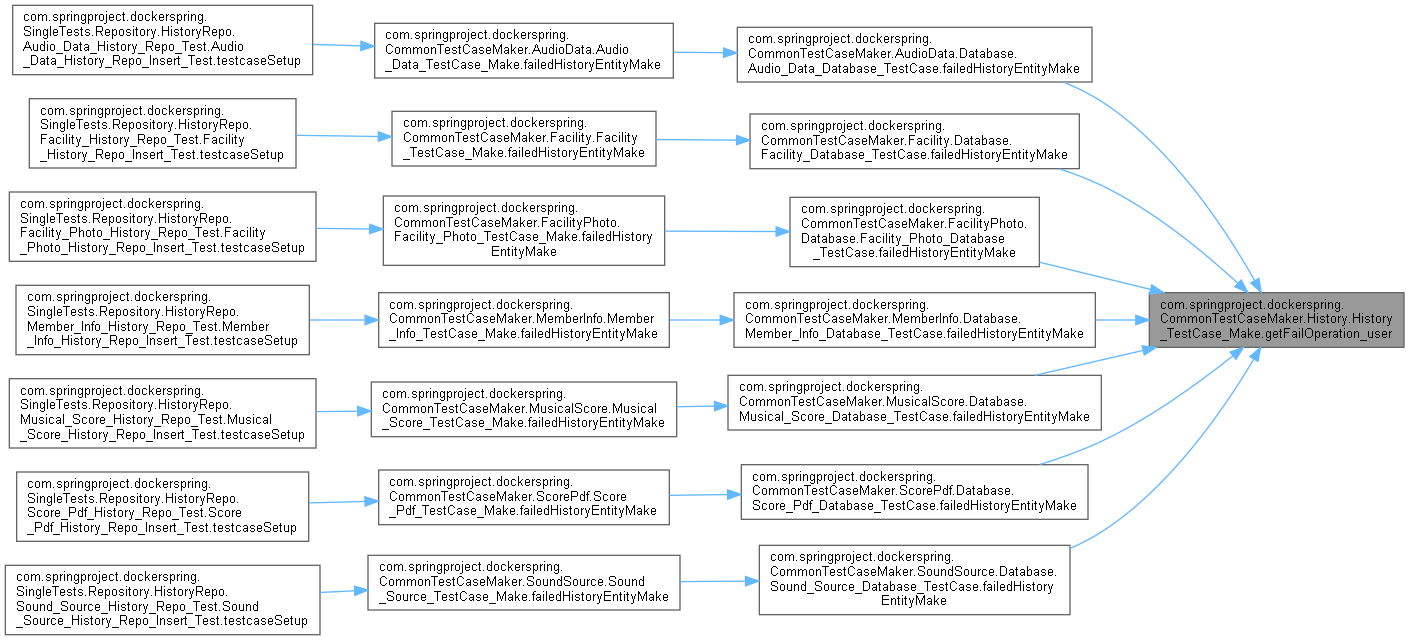 com.springproject.dockerspring.
SingleTests.Repository.HistoryRepo.
Audio_Data_History_Repo_Test.Audio
_Data_History_Repo_Insert_Test.testcaseSetup
com.springproject.dockerspring.
CommonTestCaseMaker.AudioData.Audio
_Data_TestCase_Make.failedHistoryEntityMake
com.springproject.dockerspring.
CommonTestCaseMaker.AudioData.Database.
Audio_Data_Database_TestCase.failedHistoryEntityMake
com.springproject.dockerspring.
SingleTests.Repository.HistoryRepo.
Facility_History_Repo_Test.Facility
_History_Repo_Insert_Test.testcaseSetup
com.springproject.dockerspring.
CommonTestCaseMaker.Facility.Facility
_TestCase_Make.failedHistoryEntityMake
com.springproject.dockerspring.
CommonTestCaseMaker.Facility.Database.
Facility_Database_TestCase.failedHistoryEntityMake
com.springproject.dockerspring.
SingleTests.Repository.HistoryRepo.
Facility_Photo_History_Repo_Test.Facility
_Photo_History_Repo_Insert_Test.testcaseSetup
com.springproject.dockerspring.
CommonTestCaseMaker.FacilityPhoto.
Facility_Photo_TestCase_Make.failedHistory
EntityMake
com.springproject.dockerspring.
CommonTestCaseMaker.FacilityPhoto.
Database.Facility_Photo_Database
_TestCase.failedHistoryEntityMake
com.springproject.dockerspring.
SingleTests.Repository.HistoryRepo.
Member_Info_History_Repo_Test.Member
_Info_History_Repo_Insert_Test.testcaseSetup
com.springproject.dockerspring.
CommonTestCaseMaker.MemberInfo.Member
_Info_TestCase_Make.failedHistoryEntityMake
com.springproject.dockerspring.
CommonTestCaseMaker.MemberInfo.Database.
Member_Info_Database_TestCase.failedHistoryEntityMake
com.springproject.dockerspring.
CommonTestCaseMaker.History.History
_TestCase_Make.getFailOperation_user
com.springproject.dockerspring.
SingleTests.Repository.HistoryRepo.
Musical_Score_History_Repo_Test.Musical
_Score_History_Repo_Insert_Test.testcaseSetup
com.springproject.dockerspring.
CommonTestCaseMaker.MusicalScore.Musical
_Score_TestCase_Make.failedHistoryEntityMake
com.springproject.dockerspring.
CommonTestCaseMaker.MusicalScore.Database.
Musical_Score_Database_TestCase.failedHistoryEntityMake
com.springproject.dockerspring.
SingleTests.Repository.HistoryRepo.
Score_Pdf_History_Repo_Test.Score
_Pdf_History_Repo_Insert_Test.testcaseSetup
com.springproject.dockerspring.
CommonTestCaseMaker.ScorePdf.Score
_Pdf_TestCase_Make.failedHistoryEntityMake
com.springproject.dockerspring.
CommonTestCaseMaker.ScorePdf.Database.
Score_Pdf_Database_TestCase.failedHistoryEntityMake
com.springproject.dockerspring.
SingleTests.Repository.HistoryRepo.
Sound_Source_History_Repo_Test.Sound
_Source_History_Repo_Insert_Test.testcaseSetup
com.springproject.dockerspring.
CommonTestCaseMaker.SoundSource.Sound
_Source_TestCase_Make.failedHistoryEntityMake
com.springproject.dockerspring.
CommonTestCaseMaker.SoundSource.Database.
Sound_Source_Database_TestCase.failedHistory
EntityMake